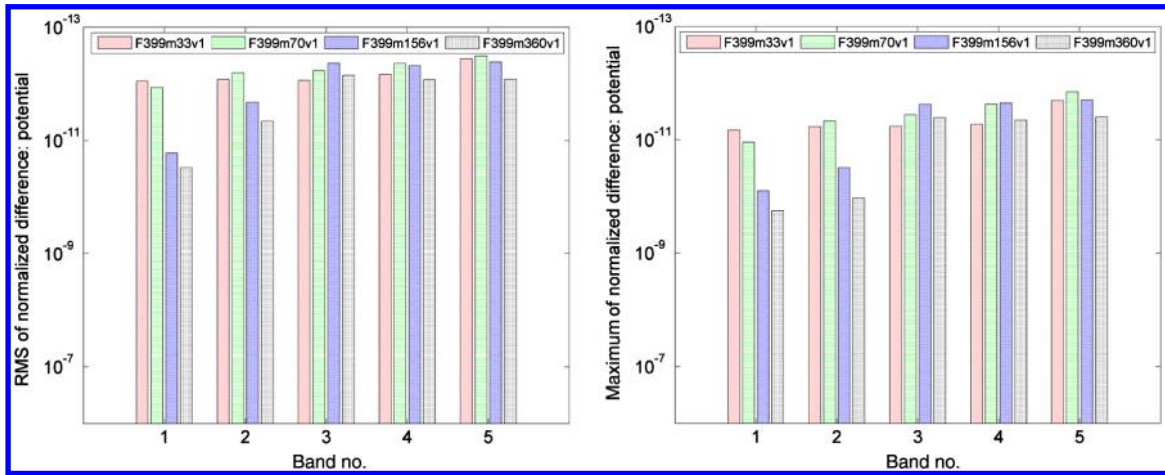 RMS of normalized difference: potential
10-13
10-11
10-9
10-7
F399m33v1 F399m70v1 F399m156v1 F399m360v1
1 2 3 4 5
Band no.
Maximum of normalized difference: potential
10-13
10-11
10-9
10-7
F399m33v1 F399m70v1 F399m156v1 F399m360v1
1 2 3 4 5
Band no.